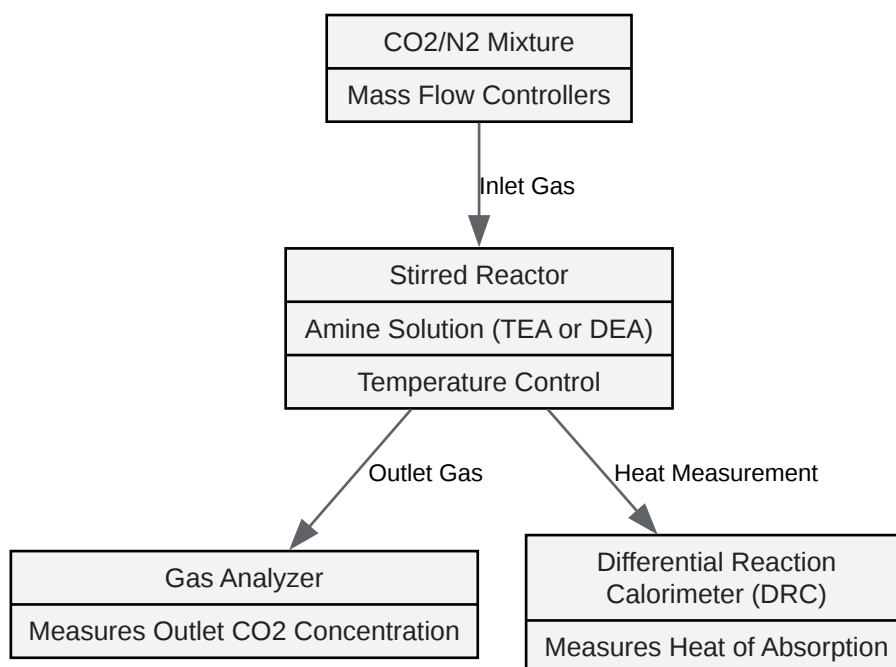 CO2/N2 Mixture
Mass Flow Controllers
Inlet Gas
Stirred Reactor
Amine Solution (TEA or DEA)
Temperature Control
Outlet Gas
Heat Measurement
Gas Analyzer
Measures Outlet CO2 Concentration
Differential Reaction
Calorimeter (DRC)
Measures Heat of Absorption